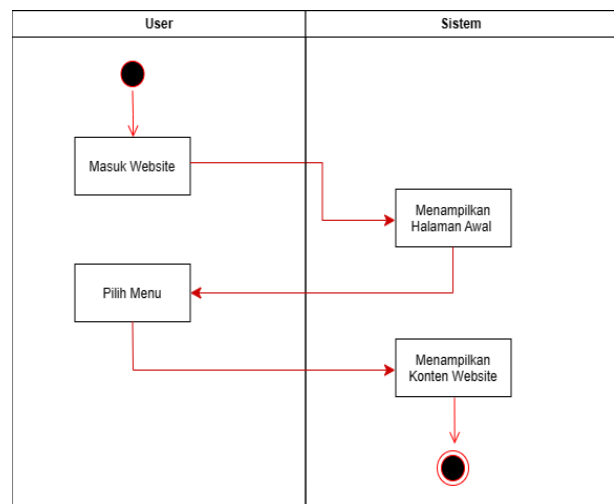 User
Sistem
Masuk Website
Menampilkan
Halaman Awal
Pilih Menu
Menampilkan
Konten Website